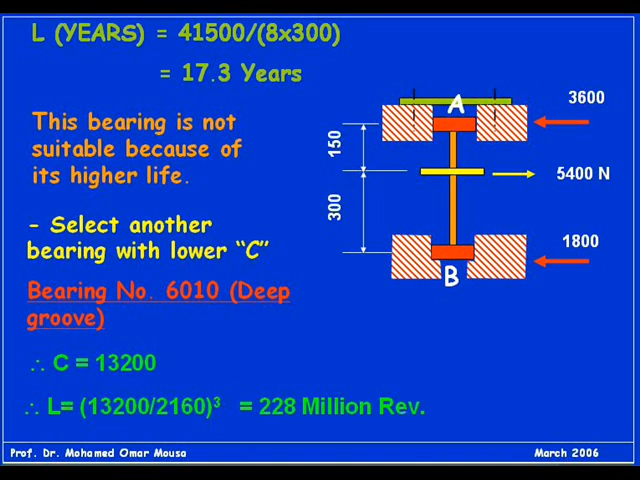 L (YEARS) = 41500/(8x300)
= 17.3 Years
This bearing is not
suitable because of
its higher life.
- Select another
bearing with lower “C”
Bearing No. 6010 (Deep
groove)
∴ C = 13200
∴ L= (13200/2160)³ = 228 Million Rev.
A
3600
150
5400 N
300
1800
B
Prof. Dr. Mohamed Omar Mousa
March 2006